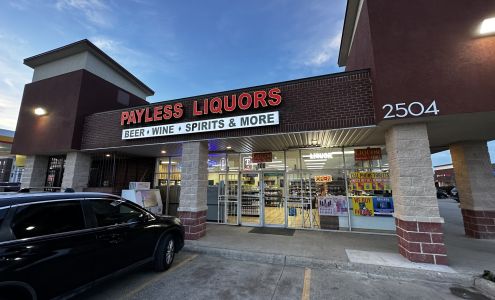 PAYLESS LIQUORS
BEER • WINE • SPIRITS & MORE
2504